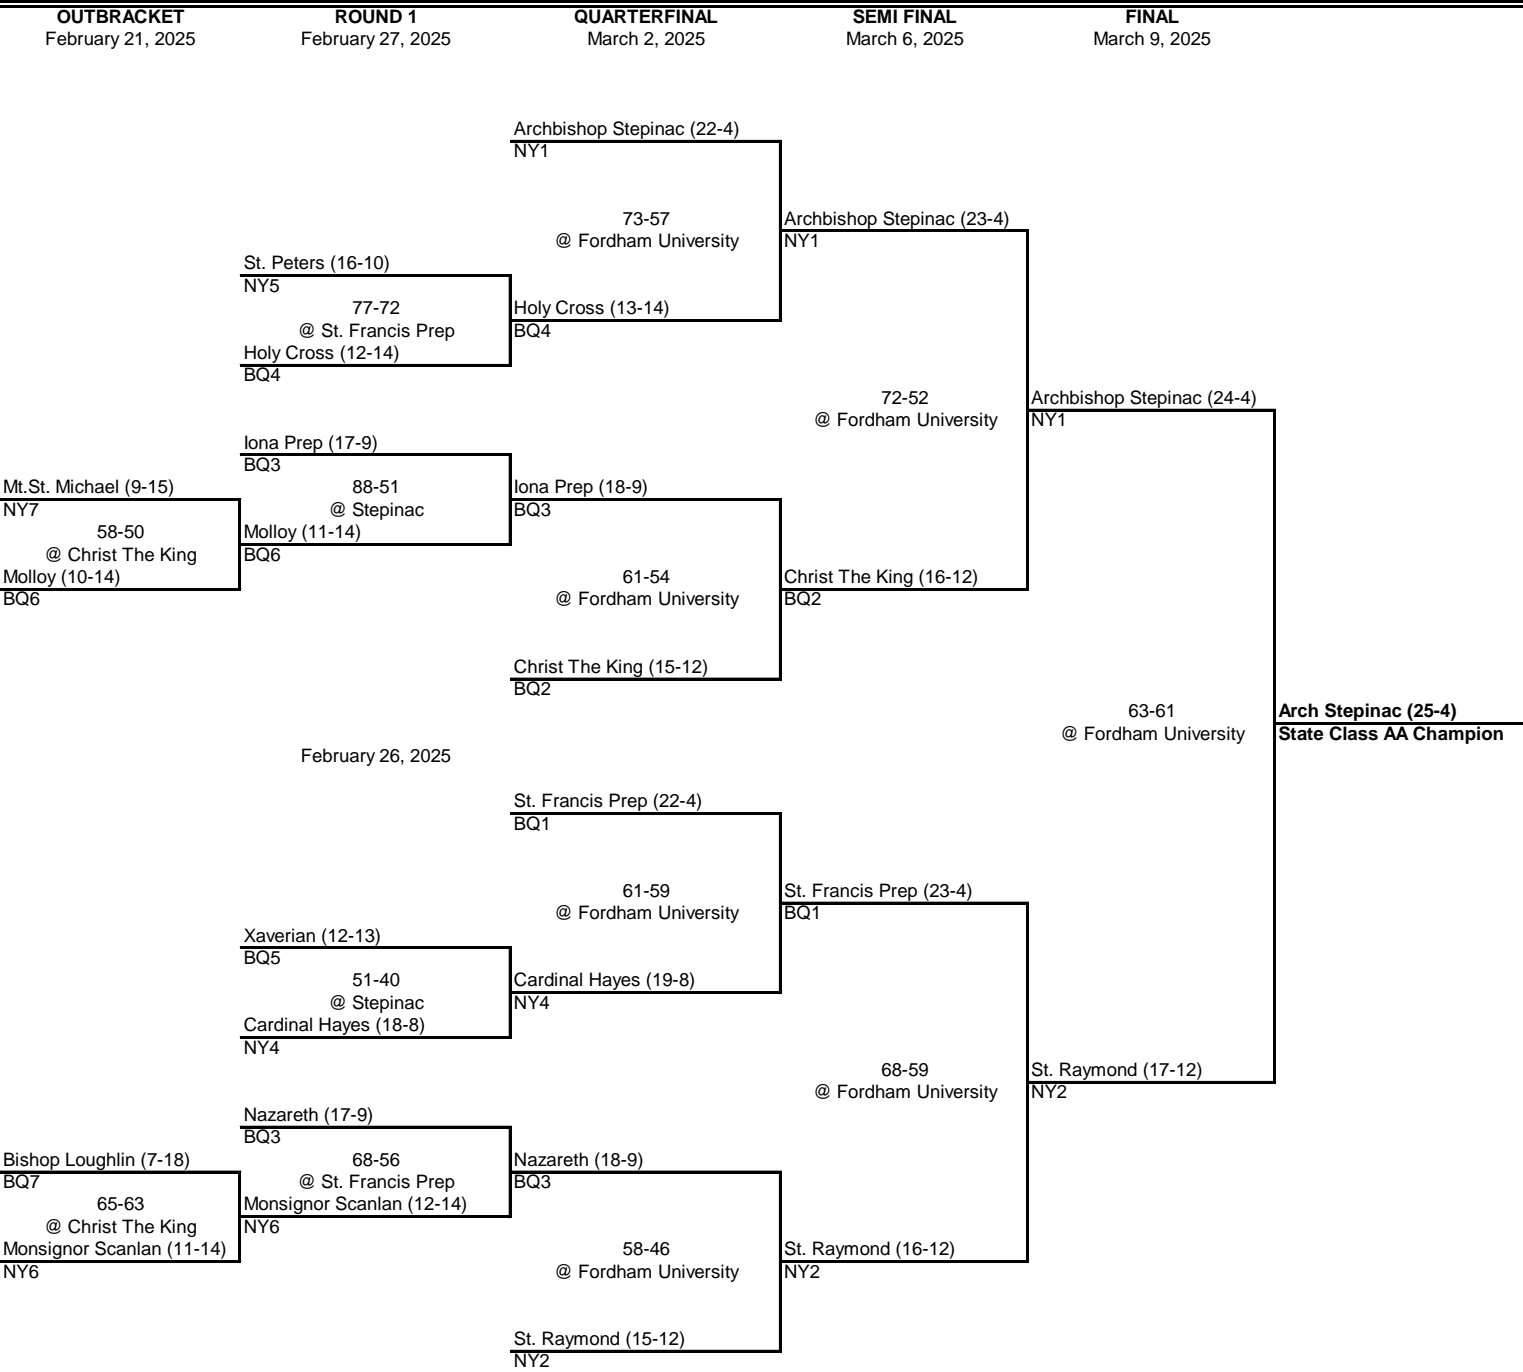 OUTBRACKET
February 21, 2025
ROUND 1
February 27, 2025
QUARTERFINAL
March 2, 2025
SEMI FINAL
March 6, 2025
FINAL
March 9, 2025
Archbishop Stepinac (22-4)
NY1
73-57
@ Fordham University
Archbishop Stepinac (23-4)
NY1
St. Peters (16-10)
NY5
77-72
@ St. Francis Prep
Holy Cross (13-14)
BQ4
Holy Cross (12-14)
BQ4
72-52
@ Fordham University
Archbishop Stepinac (24-4)
NY1
Iona Prep (17-9)
BQ3
Mt.St. Michael (9-15)
NY7
88-51
@ Stepinac
Iona Prep (18-9)
BQ3
58-50
@ Christ The King
Molloy (11-14)
BQ6
Molloy (10-14)
BQ6
61-54
@ Fordham University
Christ The King (16-12)
BQ2
Christ The King (15-12)
BQ2
63-61
@ Fordham University
Arch Stepinac (25-4)
State Class AA Champion
February 26, 2025
St. Francis Prep (22-4)
BQ1
61-59
@ Fordham University
St. Francis Prep (23-4)
BQ1
Xaverian (12-13)
BQ5
51-40
@ Stepinac
Cardinal Hayes (19-8)
NY4
Cardinal Hayes (18-8)
NY4
68-59
@ Fordham University
St. Raymond (17-12)
NY2
Nazareth (17-9)
BQ3
Bishop Loughlin (7-18)
BQ7
68-56
@ St. Francis Prep
Nazareth (18-9)
BQ3
65-63
@ Christ The King
Monsignor Scanlan (12-14)
NY6
Monsignor Scanlan (11-14)
NY6
58-46
@ Fordham University
St. Raymond (16-12)
NY2
St. Raymond (15-12)
NY2